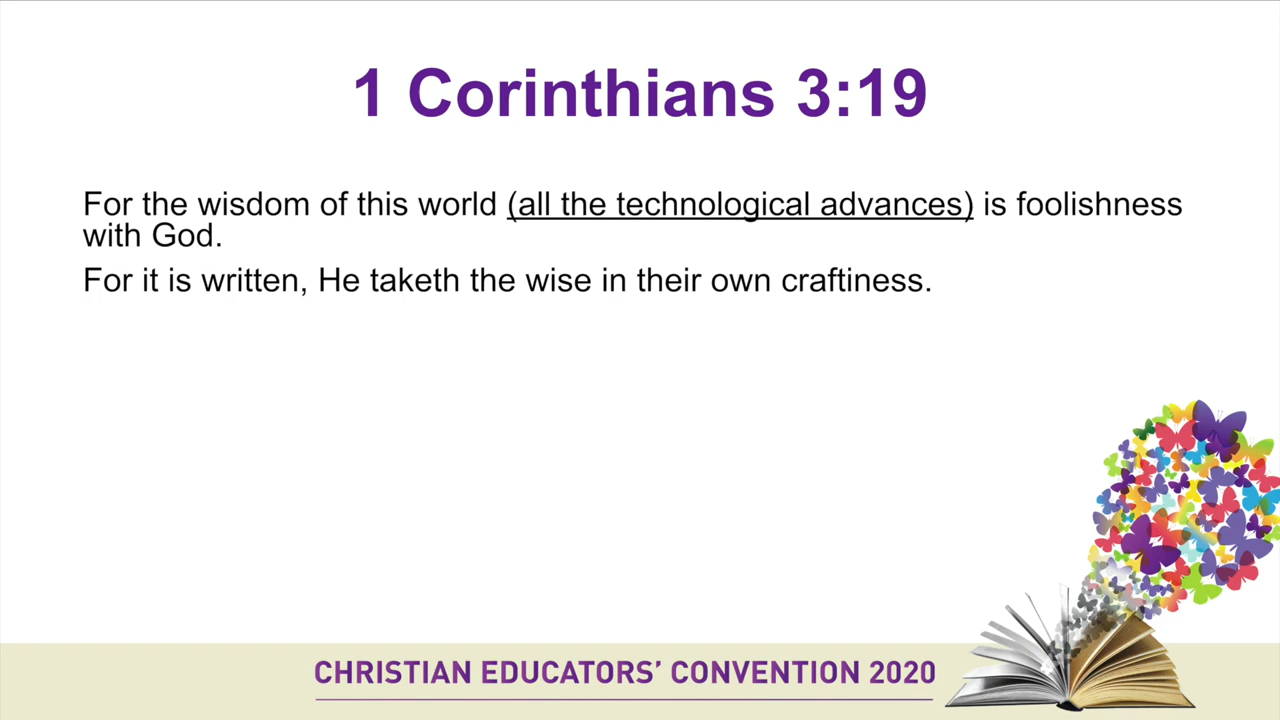 1 Corinthians 3:19
For the wisdom of this world (all the technological advances) is foolishness
with God.
For it is written, He taketh the wise in their own craftiness.
CHRISTIAN EDUCATORS’ CONVENTION 2020